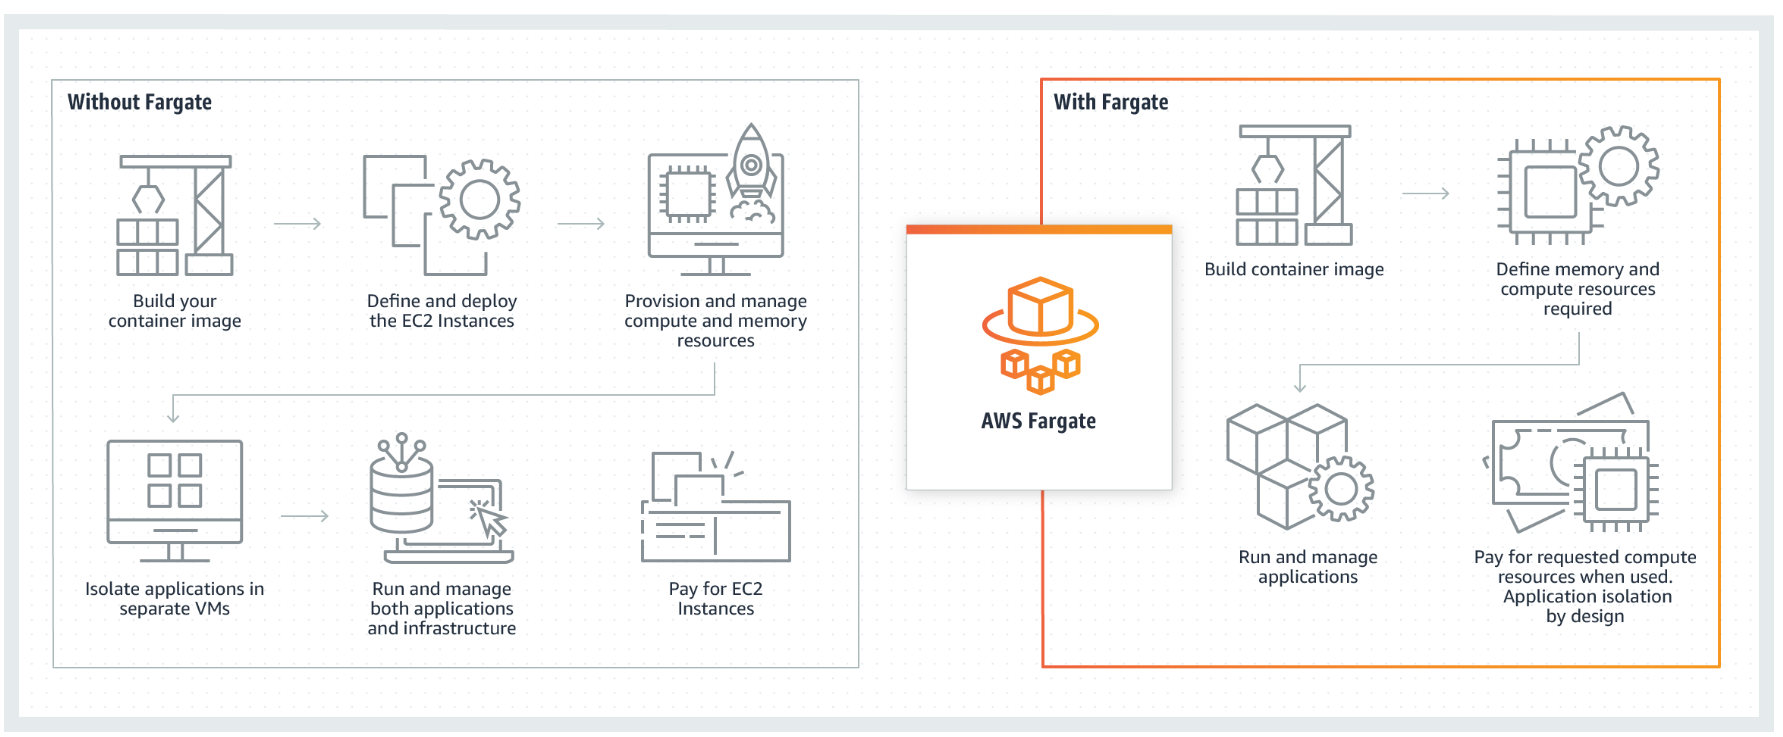 Without Fargate
Build your
container image
Define and deploy
the EC2 Instances
Provision and manage
compute and memory
resources
Isolate applications in
separate VMs
Run and manage
both applications
and infrastructure
Pay for EC2
Instances
AWS Fargate
With Fargate
Build container image
Define memory and
compute resources
required
Run and manage
applications
Pay for requested compute
resources when used.
Application isolation
by design